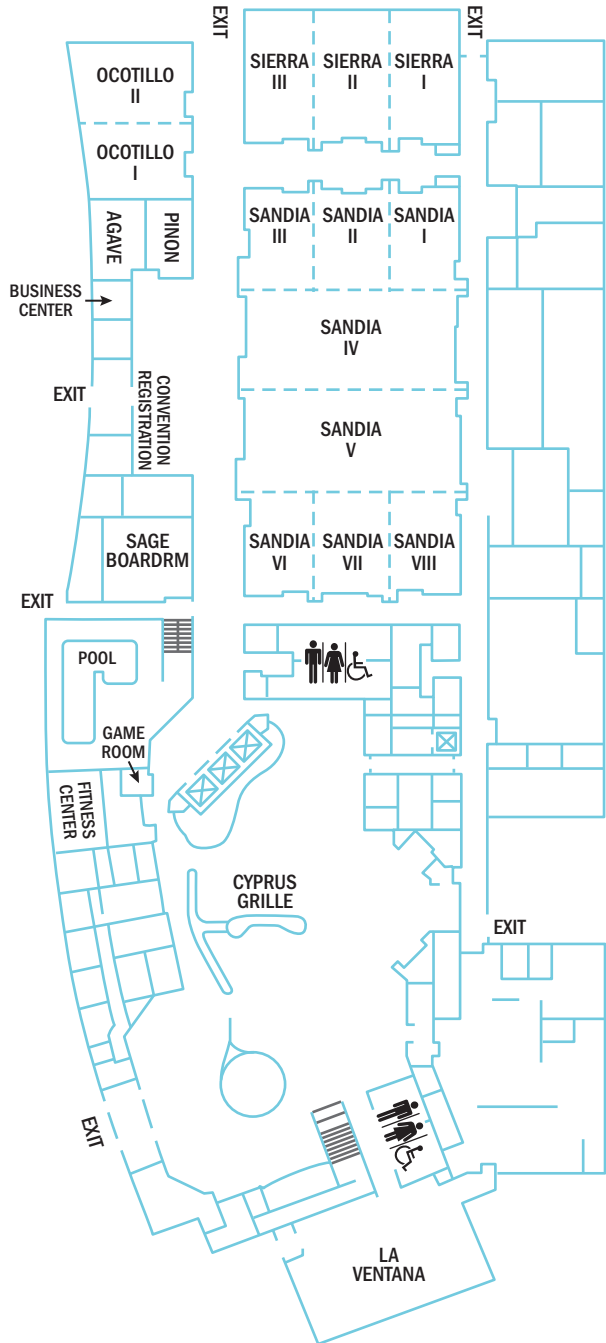 EXIT
EXIT
OCOTILLO
II
SIERRA
III
SIERRA
II
SIERRA
I
OCOTILLO
I
AGAVE
PINON
SANDIA
III
SANDIA
II
SANDIA
I
BUSINESS
CENTER
SANDIA
IV
EXIT
CONVENTION
REGISTRATION
SANDIA
V
SAGE
BOARDRM
SANDIA
VI
SANDIA
VII
SANDIA
VIII
EXIT
POOL
GAME
ROOM
FITNESS
CENTER
CYPRUS
GRILLE
EXIT
EXIT
LA
VENTANA